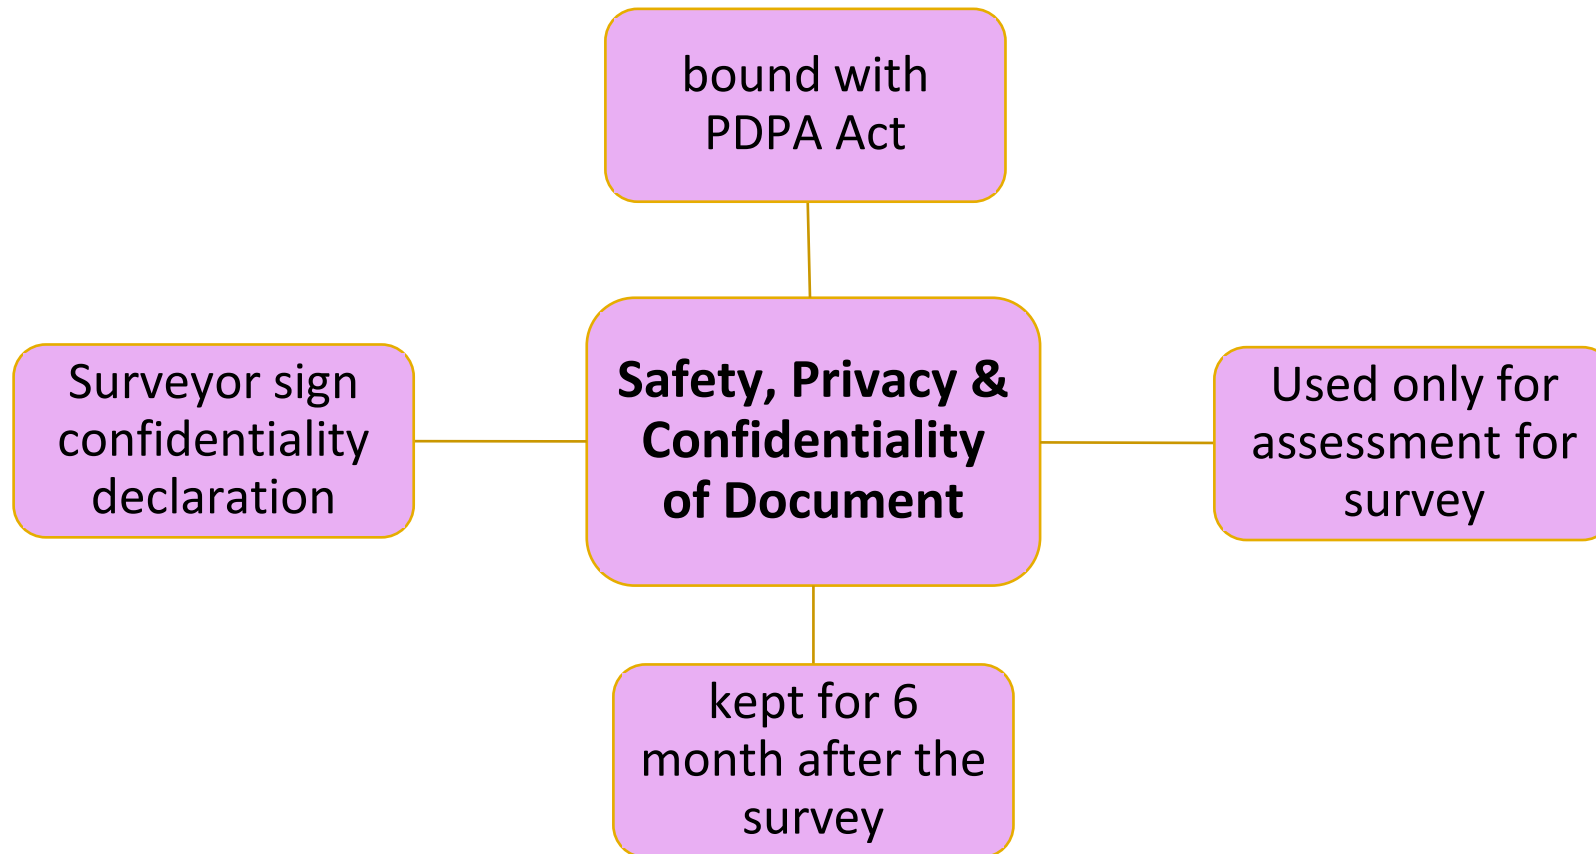 bound with
PDPA Act
Surveyor sign
confidentiality
declaration
Safety, Privacy &
Confidentiality
of Document
Used only for
assessment for
survey
kept for 6
month after the
survey